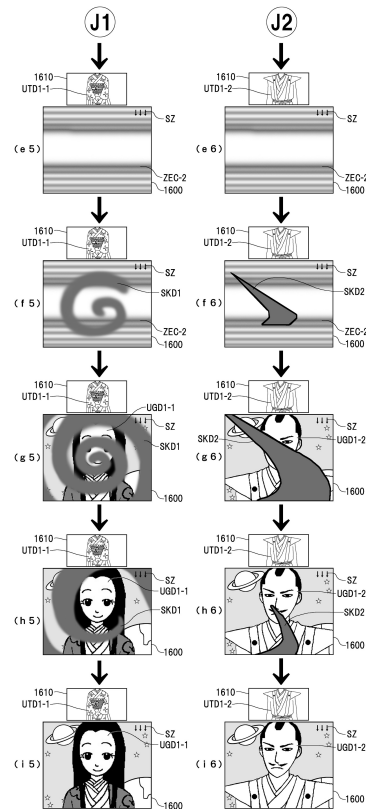 J1
J2
1610
UTD1-1
SZ
(e5)
ZEC-2
1600
1610
UTD1-2
SZ
(e6)
ZEC-2
1600
1610
UTD1-1
SZ
SKD1
(f5)
ZEC-2
1600
1610
UTD1-2
SZ
SKD2
(f6)
ZEC-2
1600
1610
UTD1-1
UGD1-1
SZ
SKD1
(g5)
1600
1610
UTD1-2
SZ
SKD2
UGD1-2
(g6)
1600
1610
UTD1-1
SZ
UGD1-1
(h5)
SKD1
1600
1610
UTD1-2
SZ
UGD1-2
(h6)
SKD2
1600
1610
UTD1-1
SZ
UGD1-1
(i5)
1600
1610
UTD1-2
SZ
UGD1-2
(i6)
1600